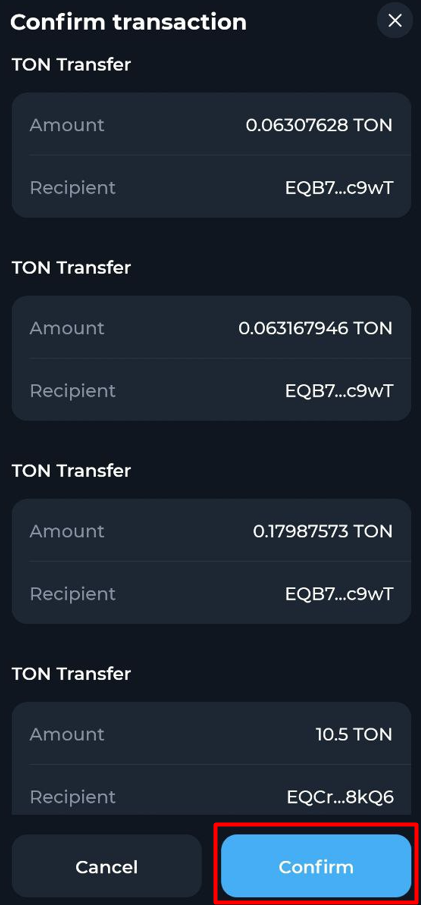 Confirm transaction
TON Transfer
Amount 0.06307628 TON
Recipient EQB7...c9wT
TON Transfer
Amount 0.063167946 TON
Recipient EQB7...c9wT
TON Transfer
Amount 0.17987573 TON
Recipient EQB7...c9wT
TON Transfer
Amount 10.5 TON
Recipient EQCr...8kQ6
Cancel Confirm